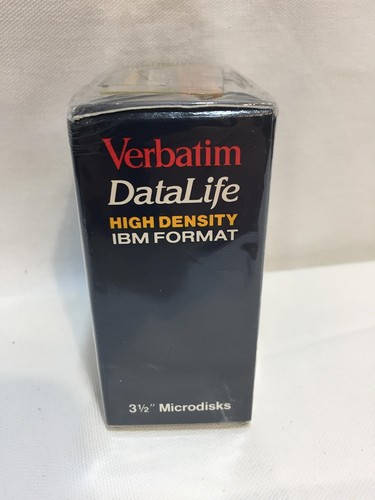 Verbatim
DataLife
HIGH DENSITY
IBM FORMAT
3½" Microdisks